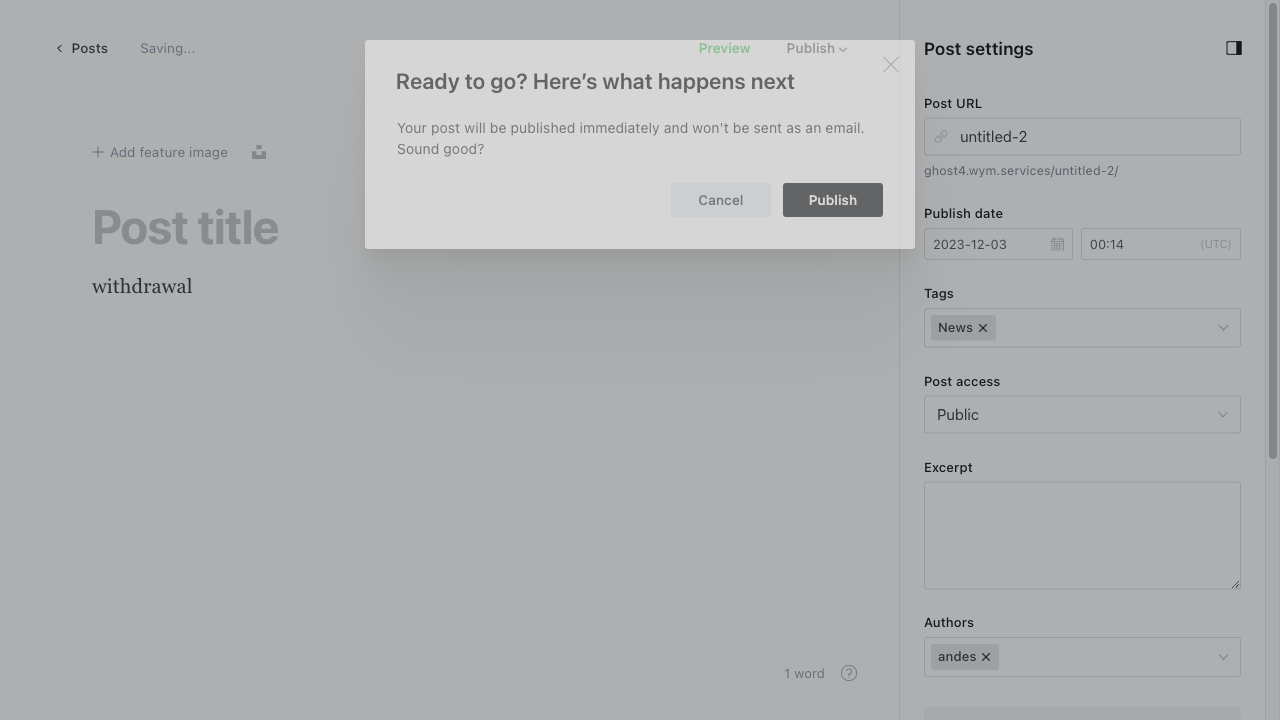 Posts
Saving...
Preview
Publish
Ready to go? Here's what happens next
Your post will be published immediately and won't be sent as an email.
Sound good?
Cancel
Publish
Add feature image
Post title
withdrawal
1 word
?
Post settings
Post URL
untitled-2
ghost4.wym.services/untitled-2/
Publish date
2023-12-03
00:14
(UTC)
Tags
News
Post access
Public
Excerpt
Authors
andes